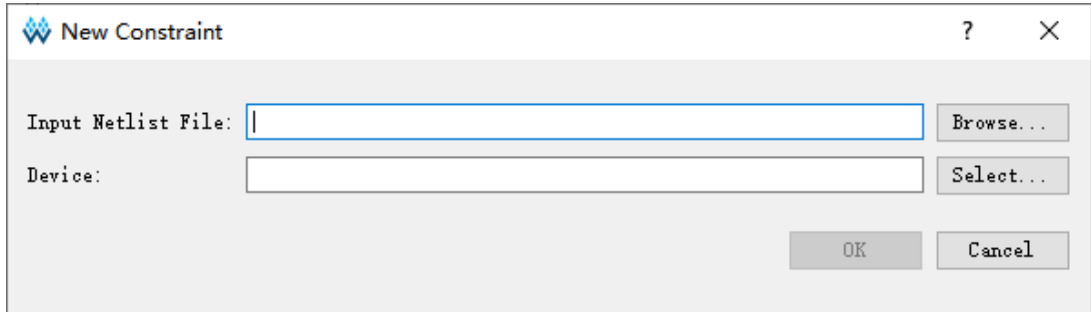 New Constraint ?
Input Netlist File: Browse...
Device: Select...
OK Cancel